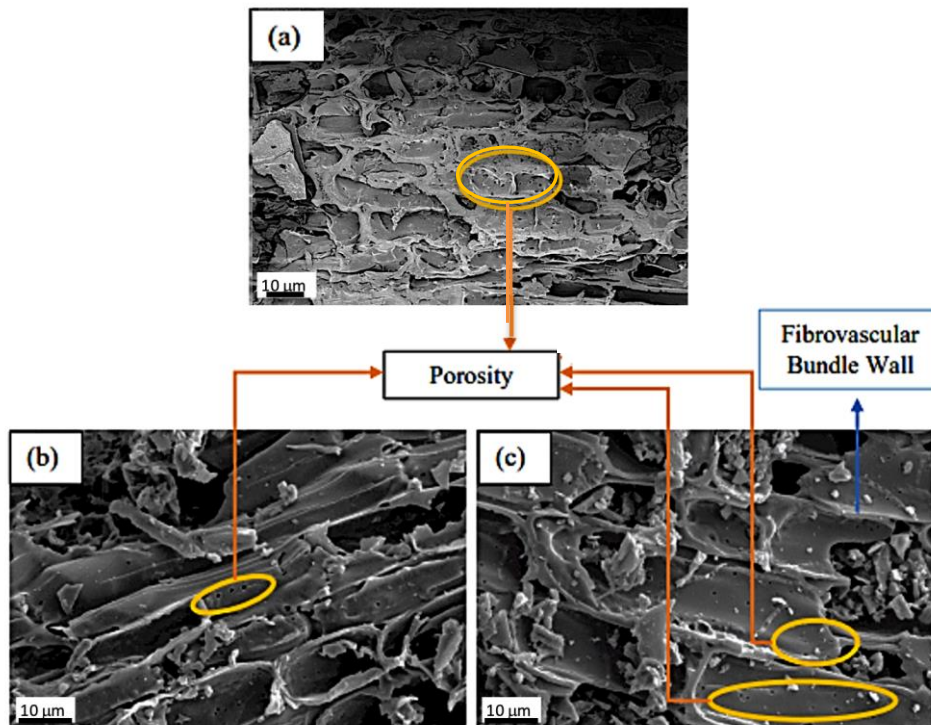 (a)
10 µm
Fibrovascular
Bundle Wall
Porosity
(b)
(c)
10 µm
10 µm